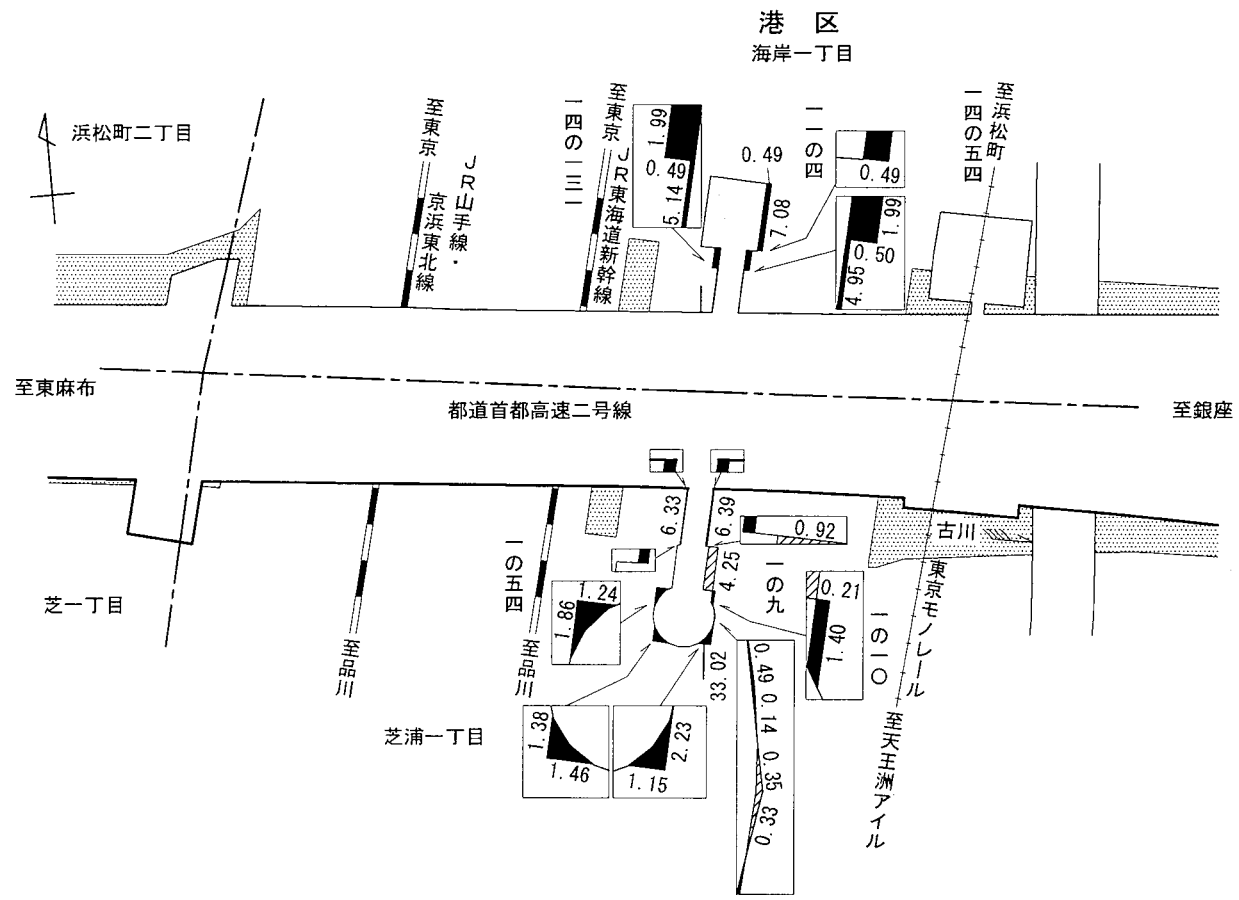 港区
海岸一丁目
浜松町二丁目
至東京
JR山手線・
京浜東北線
一四の一三一
至東京
JR東海道新幹線
1.99
0.49
5.14
0.49
7.08
一一の四
0.49
1.99
0.50
4.95
一四の五四
至浜松町
至東麻布
都道首都高速二号線
至銀座
6.33
6.39
0.92
古川
4.25
一の九
一の五四
1.24
1.86
0.21
1.40
一の一〇
東京モノレール
芝一丁目
至品川
至品川
33.02
0.49
0.14
0.35
0.33
芝浦一丁目
1.38
1.46
2.23
1.15
至天王洲アイル